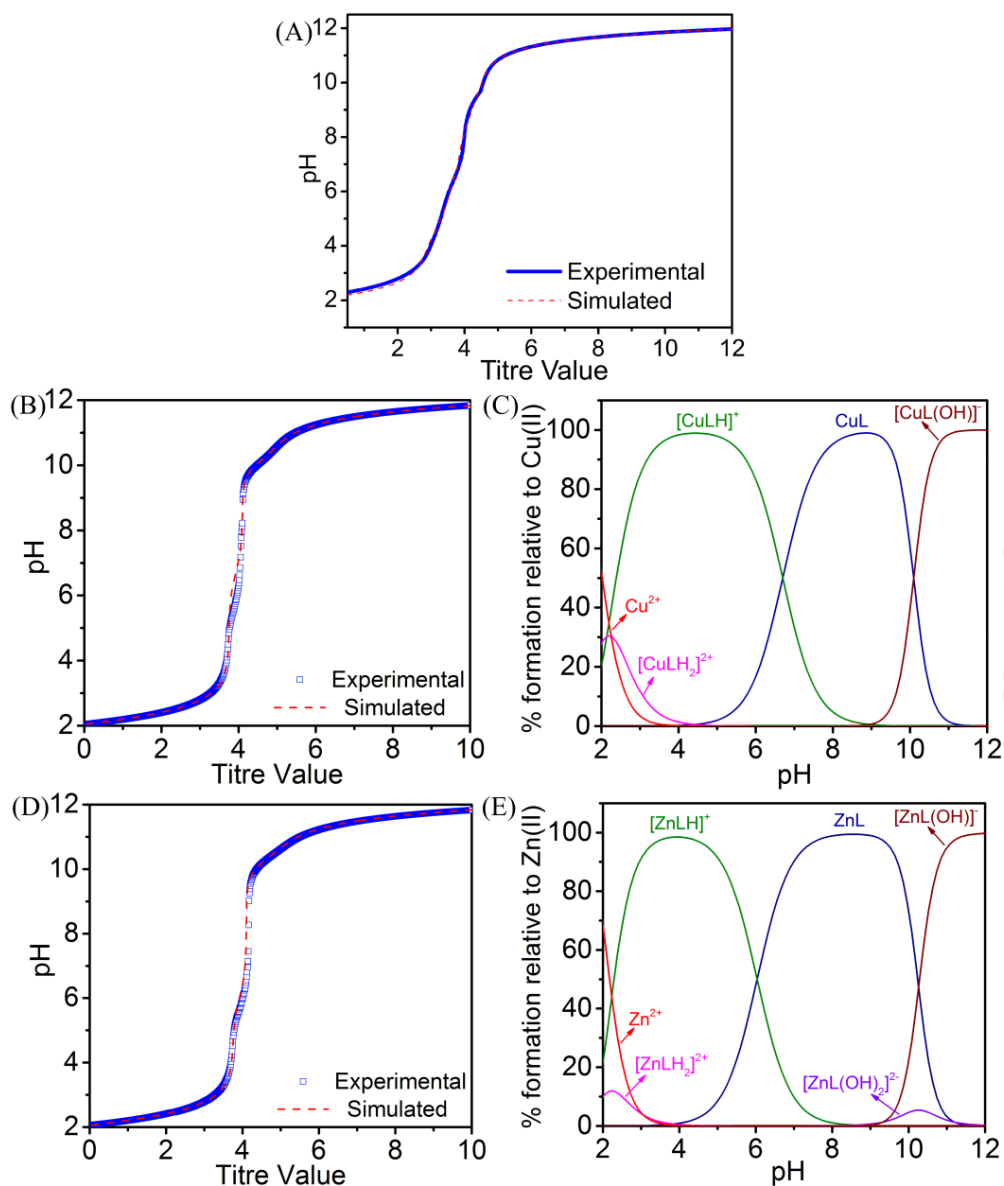 (A)
12
10
8
6
4
2
pH
Experimental
Simulated
2 4 6 8 10 12
Titre Value
(B)
12
10
8
6
4
2
pH
Experimental
Simulated
0 2 4 6 8 10
Titre Value
(C)
100
80
60
40
20
0
% formation relative to Cu(II)
[CuLH]⁺
CuL
[CuL(OH)]⁻
Cu²⁺
[CuLH₂]²⁺
2 4 6 8 10 12
pH
(D)
12
10
8
6
4
2
pH
Experimental
Simulated
0 2 4 6 8 10
Titre Value
(E)
100
80
60
40
20
0
% formation relative to Zn(II)
[ZnLH]⁺
ZnL
[ZnL(OH)]⁻
Zn²⁺
[ZnLH₂]²⁺
[ZnL(OH)₂]²⁻
2 4 6 8 10 12
pH